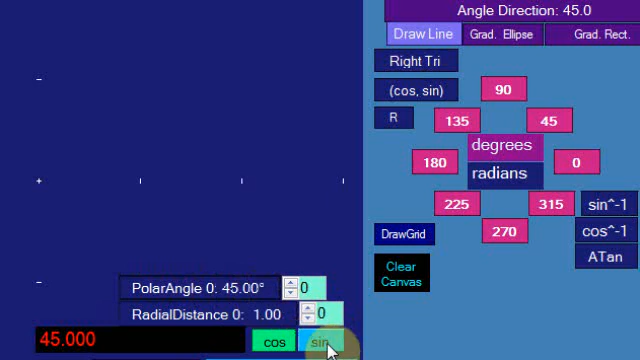 Angle Direction: 45.0
Draw Line Grad. Ellipse Grad. Rect.
Right Tri
(cos, sin) 90
R 135 45
degrees
180 0
radians
225 315 sin^-1
DrawGrid 270 cos^-1
ATan
Clear
Canvas
PolarAngle 0: 45.00° 0
RadialDistance 0: 1.00 0
45.000 cos sin